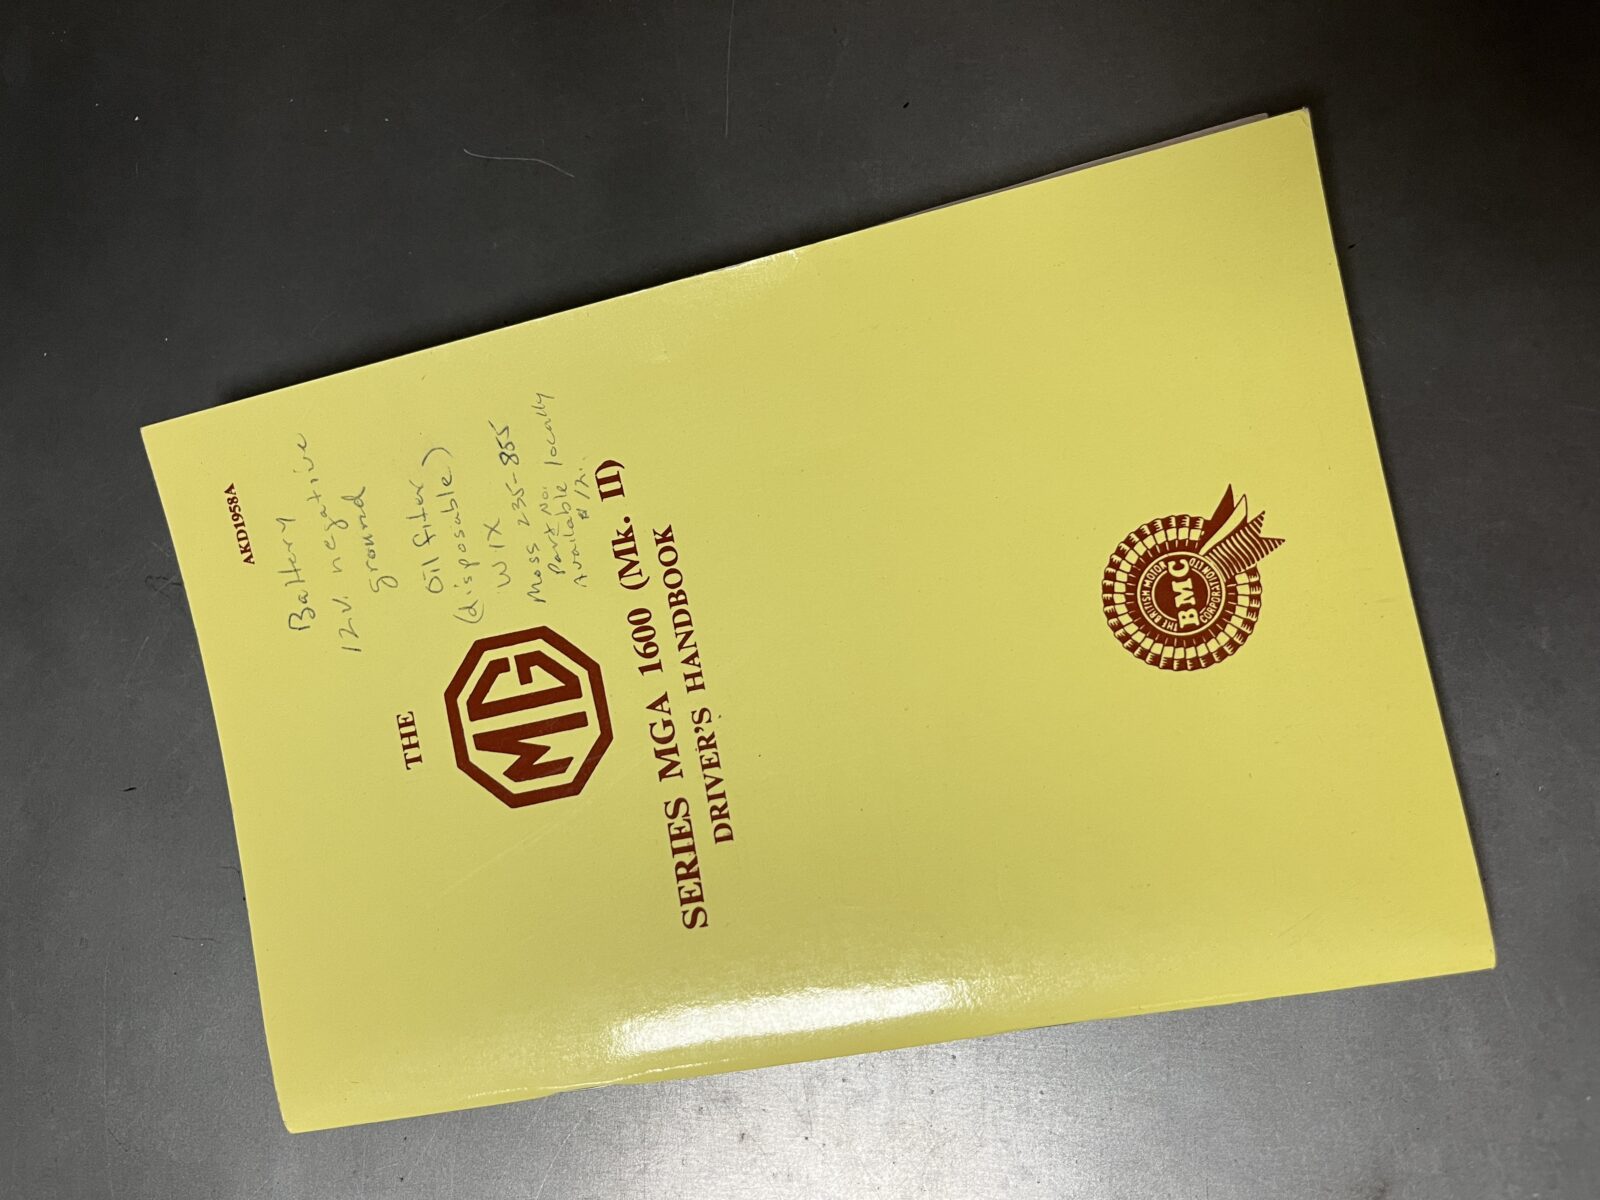 AKD1958A
Battery
12v. negative
ground
oil filter
(disposable)
WIX
Moss 235-855
Part No.
Available locally
$12.
THE
MG
SERIES MGA 1600 (Mk. II)
DRIVER'S HANDBOOK
THE BRITISH MOTOR
BMC
CORPORATION LTD